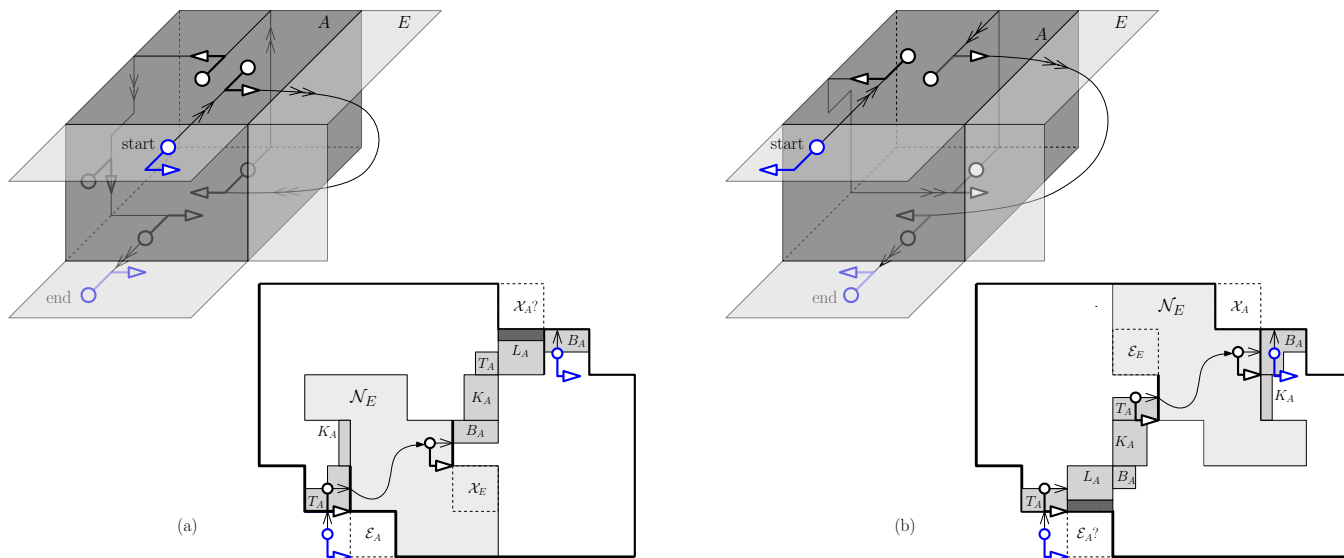 A
E
start
end
𝒳_A?
B_A
L_A
T_A
K_A
𝒩_E
K_A
B_A
𝒳_E
T_A
ℰ_A
(a)
E
A
start
end
𝒩_E
𝒳_A
B_A
ℰ_E
K_A
T_A
K_A
L_A
B_A
T_A
ℰ_A?
(b)